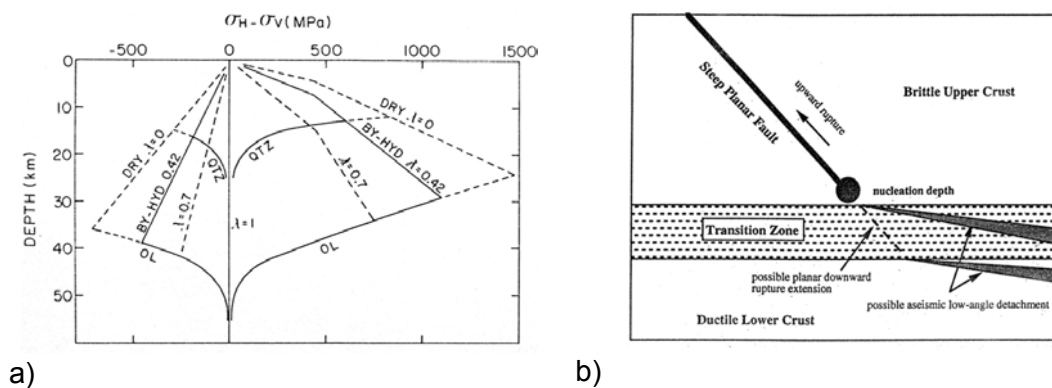 σH - σV (MPa)
-500 0 500 1000 1500
0
10
20
30
40
50
DEPTH (km)
DRY λ=0
BY-HYD 0.42
λ=0.7
QTZ
OL
λ=1
QTZ
DRY λ=0
BY-HYD λ=0.42
λ=0.7
OL
a)
Steep Planar Fault
upward rupture
Brittle Upper Crust
nucleation depth
Transition Zone
possible planar downward
rupture extension
possible aseismic low-angle detachment
Ductile Lower Crust
b)